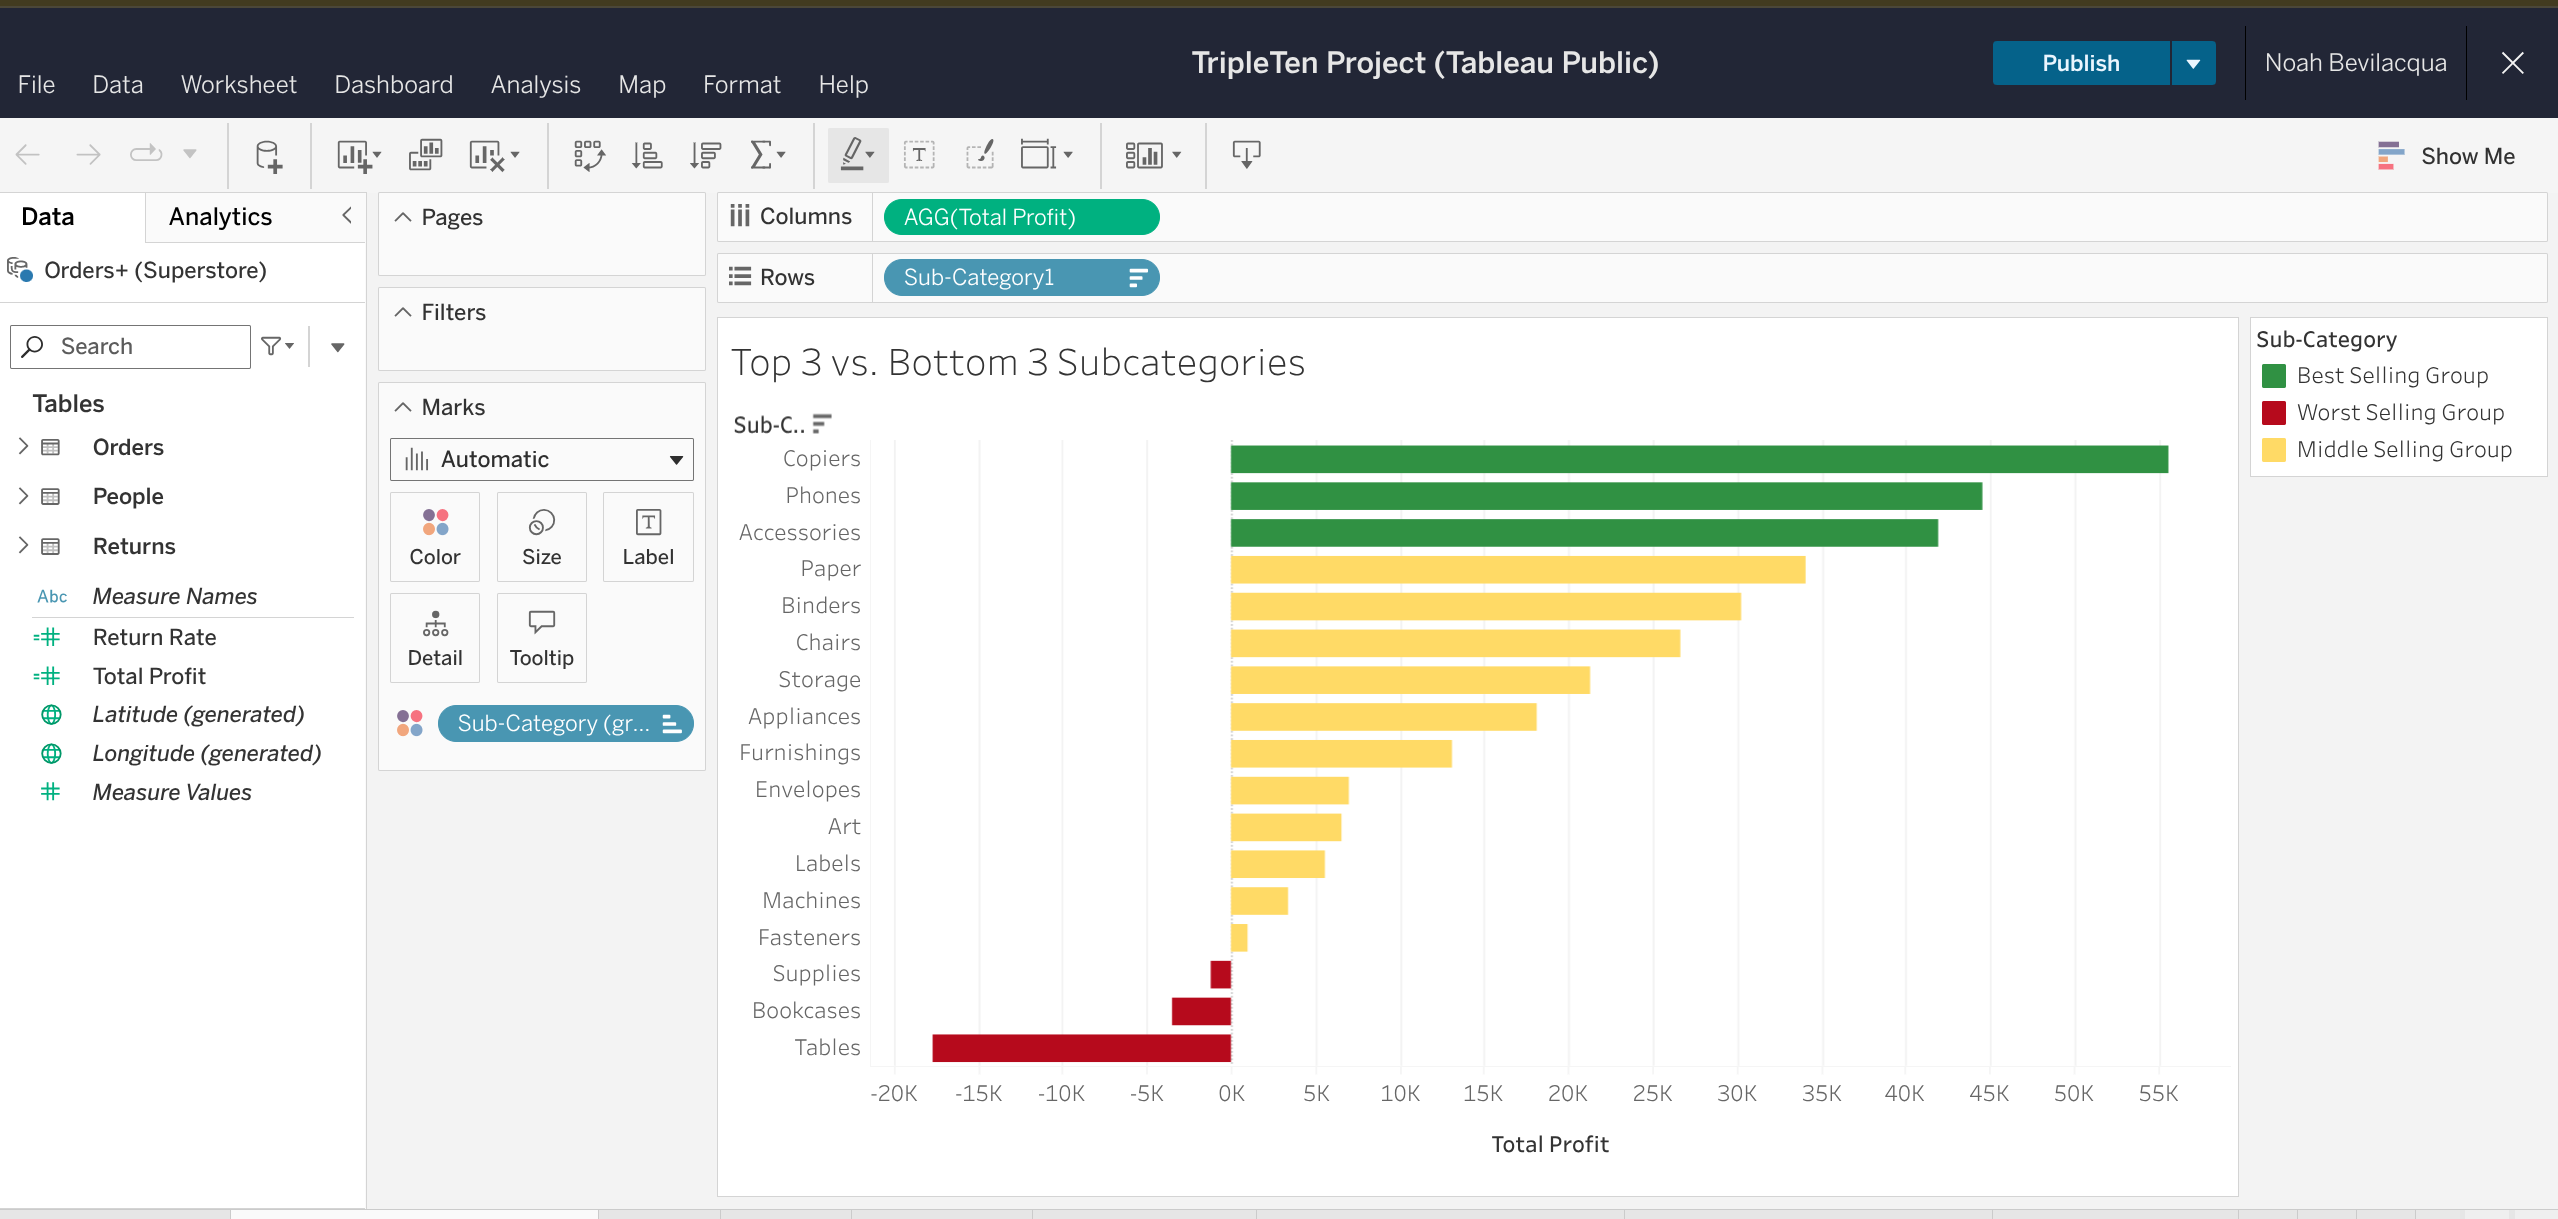 TripleTen Project (Tableau Public)
Publish
Noah Bevilacqua
File Data Worksheet Dashboard Analysis Map Format Help
Show Me
Data Analytics
Orders+ (Superstore)
Search
Tables
Orders
People
Returns
Abc Measure Names
Return Rate
Total Profit
Latitude (generated)
Longitude (generated)
Measure Values
Pages
Filters
Marks
Automatic
Color Size T Label
Detail Tooltip
Sub-Category (gr...
Columns AGG(Total Profit)
Rows Sub-Category1
Top 3 vs. Bottom 3 Subcategories
Sub-C..
Copiers
Phones
Accessories
Paper
Binders
Chairs
Storage
Appliances
Furnishings
Envelopes
Art
Labels
Machines
Fasteners
Supplies
Bookcases
Tables
-20K -15K -10K -5K 0K 5K 10K 15K 20K 25K 30K 35K 40K 45K 50K 55K
Total Profit
Sub-Category
Best Selling Group
Worst Selling Group
Middle Selling Group